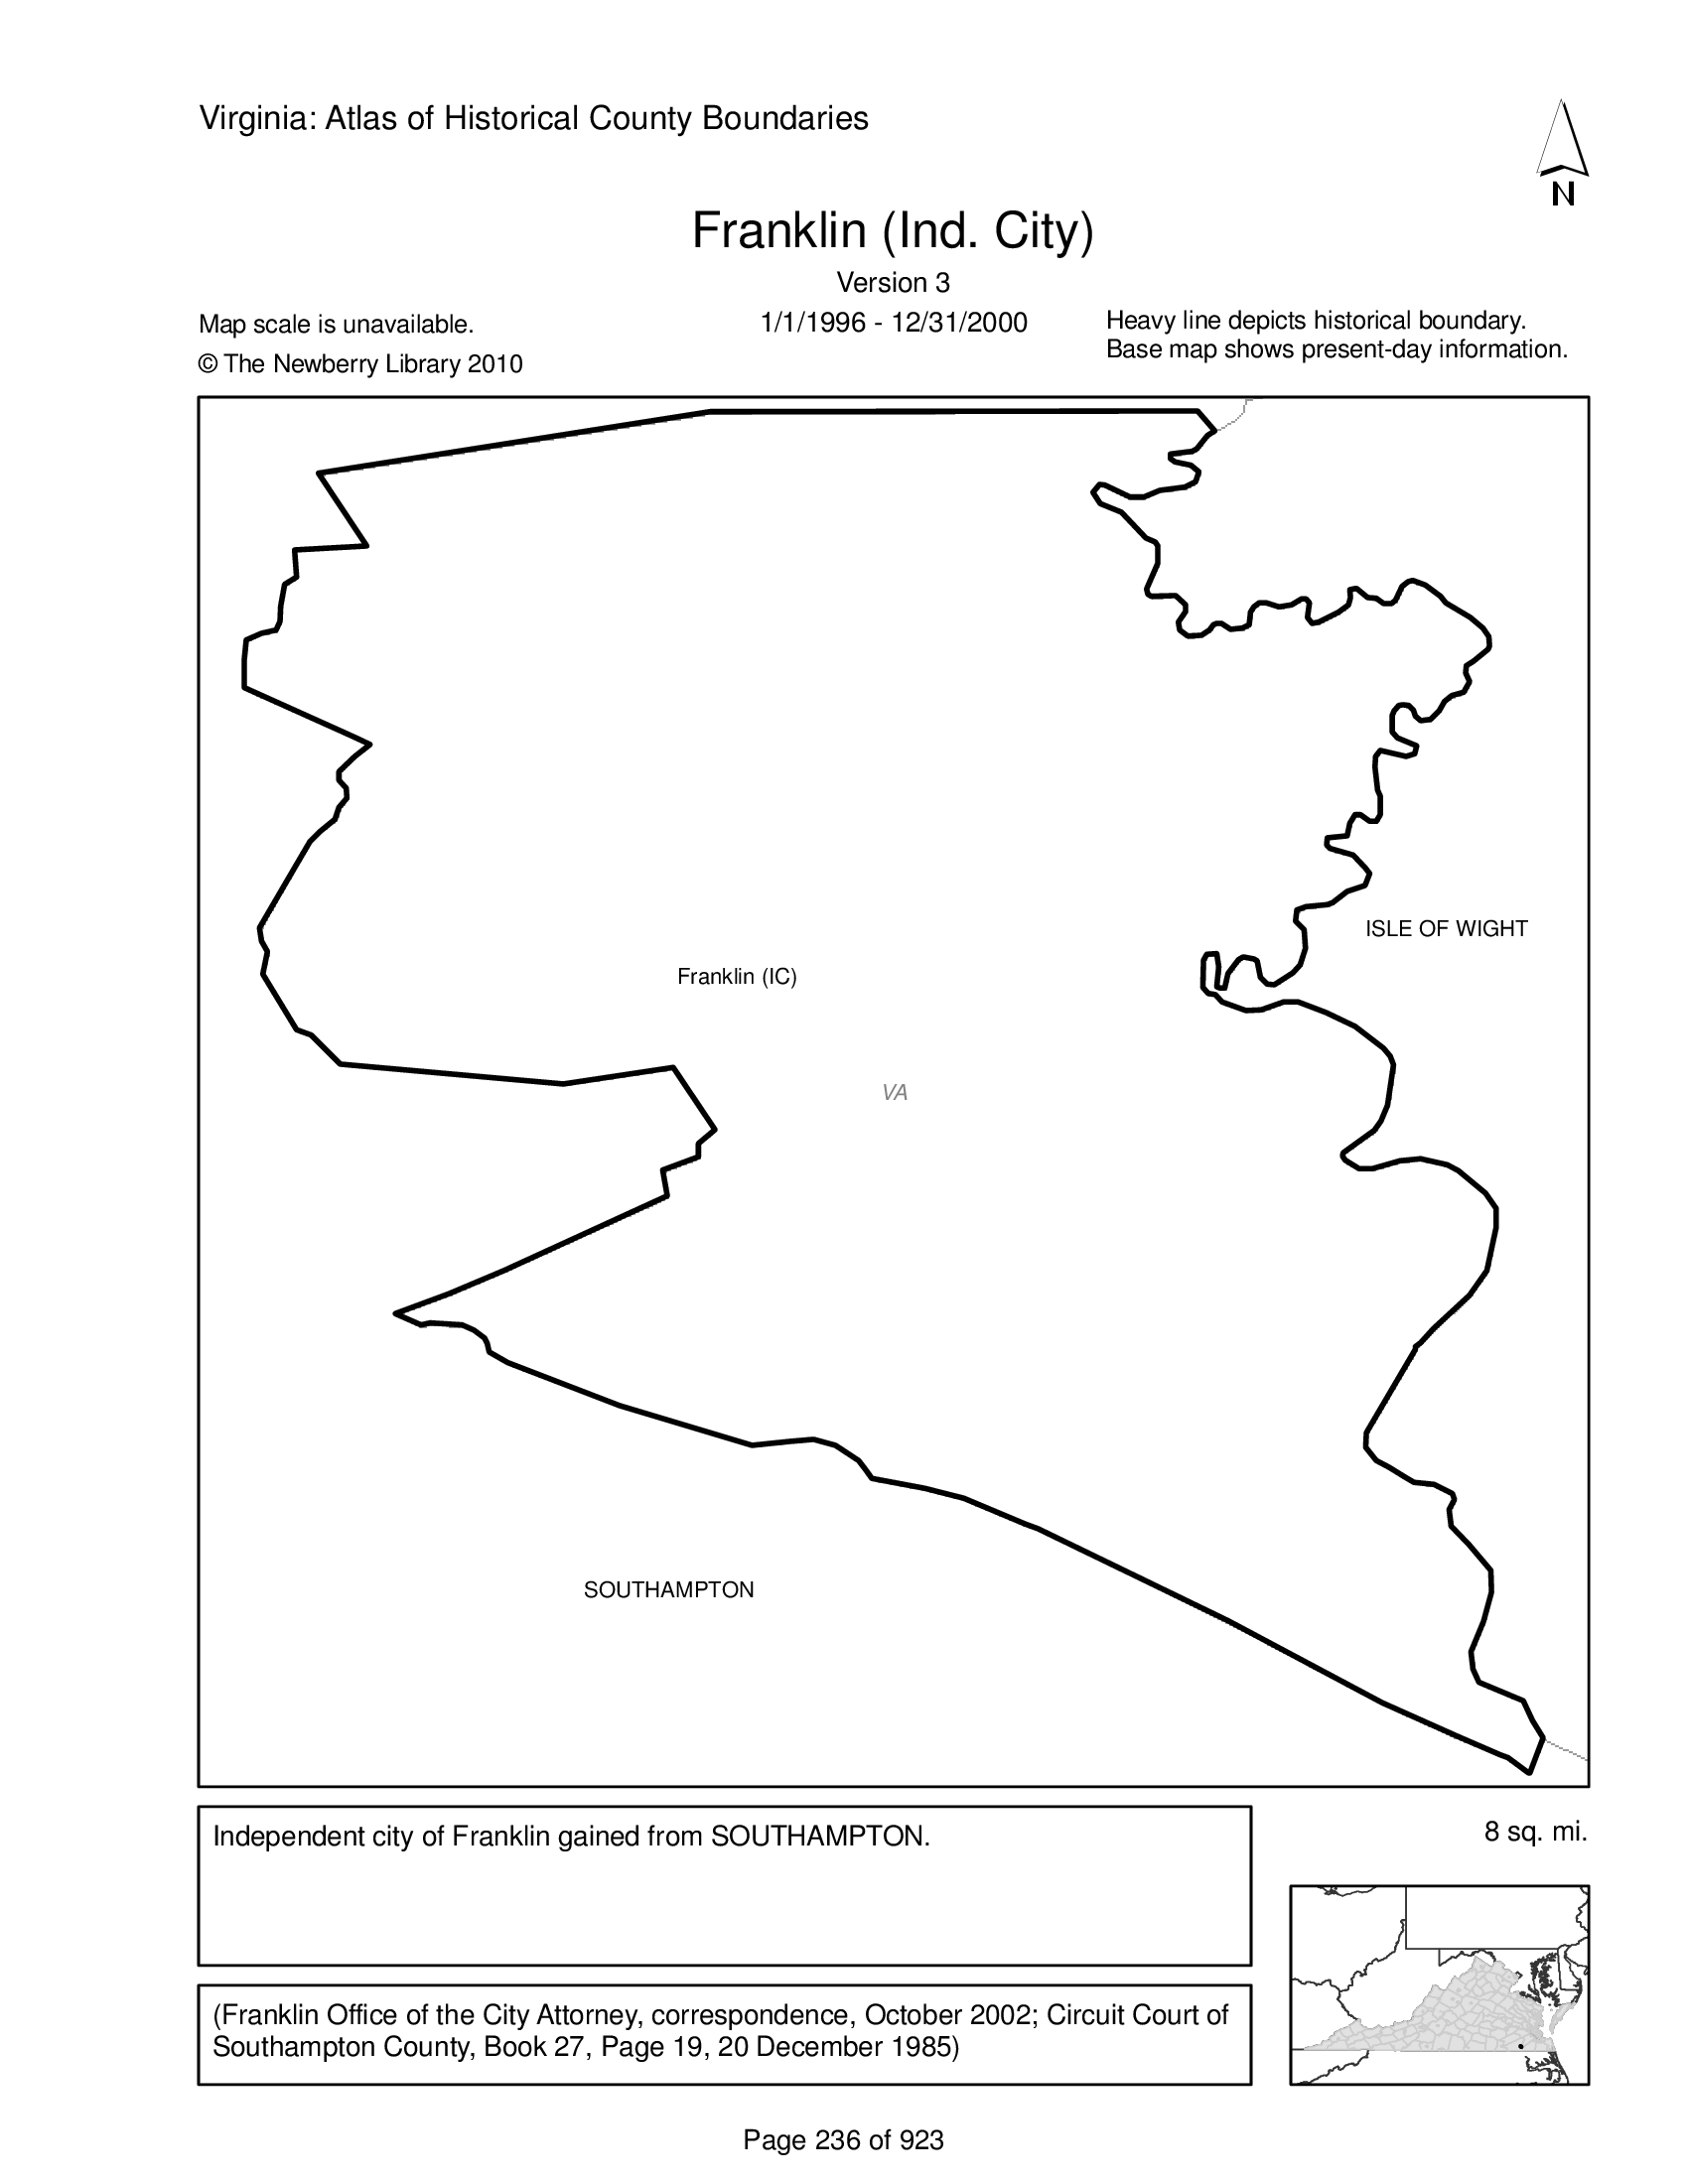 Virginia: Atlas of Historical County Boundaries
N
Franklin (Ind. City)
Version 3
Map scale is unavailable.
1/1/1996 - 12/31/2000
Heavy line depicts historical boundary.
© The Newberry Library 2010
Base map shows present-day information.
ISLE OF WIGHT
Franklin (IC)
VA
SOUTHAMPTON
Independent city of Franklin gained from SOUTHAMPTON.
8 sq. mi.
(Franklin Office of the City Attorney, correspondence, October 2002; Circuit Court of
Southampton County, Book 27, Page 19, 20 December 1985)
Page 236 of 923